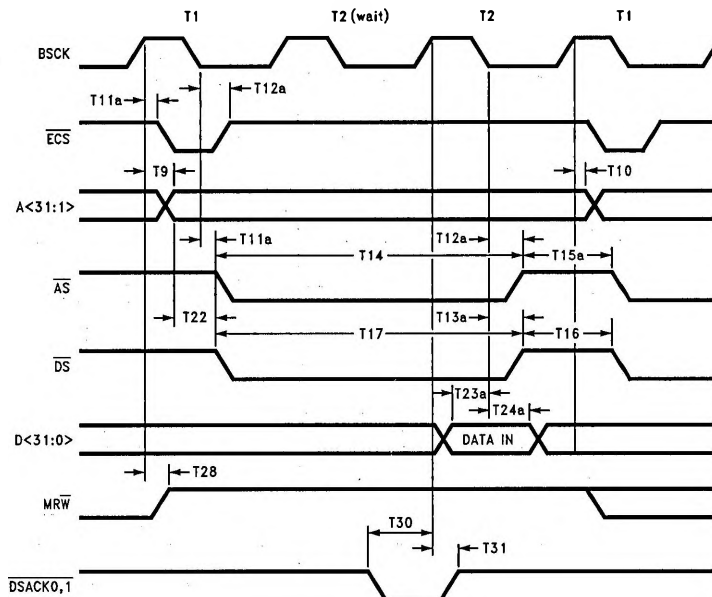 T1 T2 (wait) T2 T1
BSCK
T11a T12a
ECS
T9 T10
A<31:1>
T11a T14 T12a T15a
AS
T22 T17 T13a T16
DS
T23a T24a
D<31:0> DATA IN
T28
MRW
T30 T31
DSACK0,1